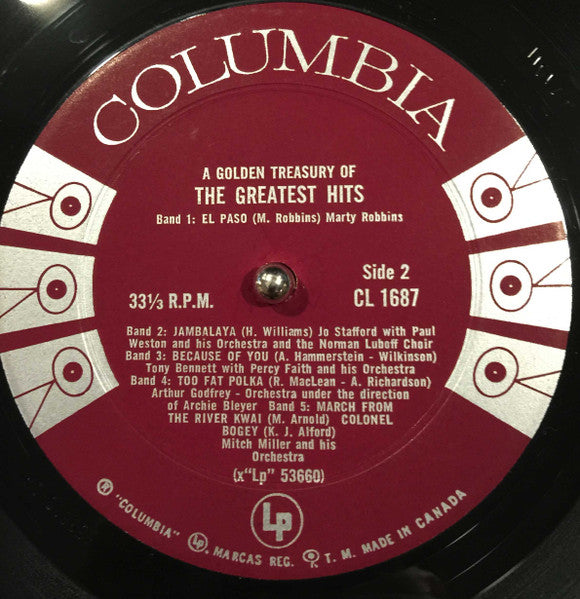 COLUMBIA
A GOLDEN TREASURY OF
THE GREATEST HITS
Band 1: EL PASO (M. Robbins) Marty Robbins
33⅓ R.P.M.
Side 2
CL 1687
Band 2: JAMBALAYA (H. Williams) Jo Stafford with Paul
Weston and his Orchestra and the Norman Luboff Choir
Band 3: BECAUSE OF YOU (A. Hammerstein - Wilkinson)
Tony Bennett with Percy Faith and his Orchestra
Band 4: TOO FAT POLKA (R. MacLean - A. Richardson)
Arthur Godfrey - Orchestra under the direction
of Archie Bleyer Band 5: MARCH FROM
THE RIVER KWAI (M. Arnold) COLONEL
BOGEY (K. J. Alford)
Mitch Miller and his
Orchestra
(x"Lp" 53660)
Lp
® "COLUMBIA" Lp. MARCAS REG. T. M. MADE IN CANADA